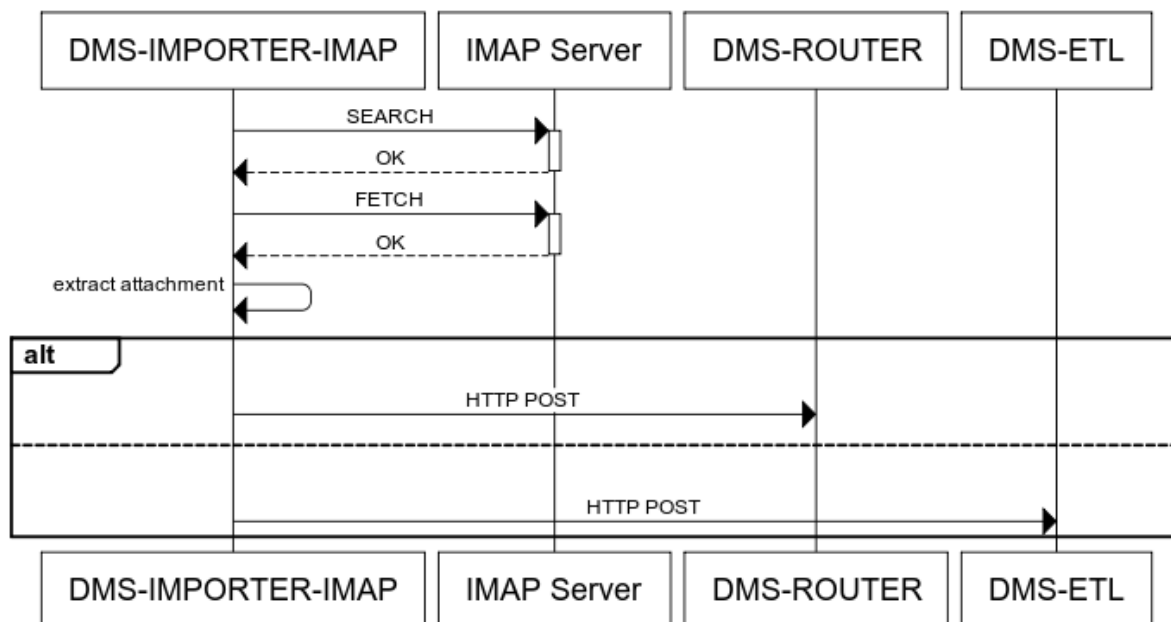 DMS-IMPORTER-IMAP IMAP Server DMS-ROUTER DMS-ETL
SEARCH
OK
FETCH
OK
extract attachment
alt
HTTP POST
HTTP POST
DMS-IMPORTER-IMAP IMAP Server DMS-ROUTER DMS-ETL